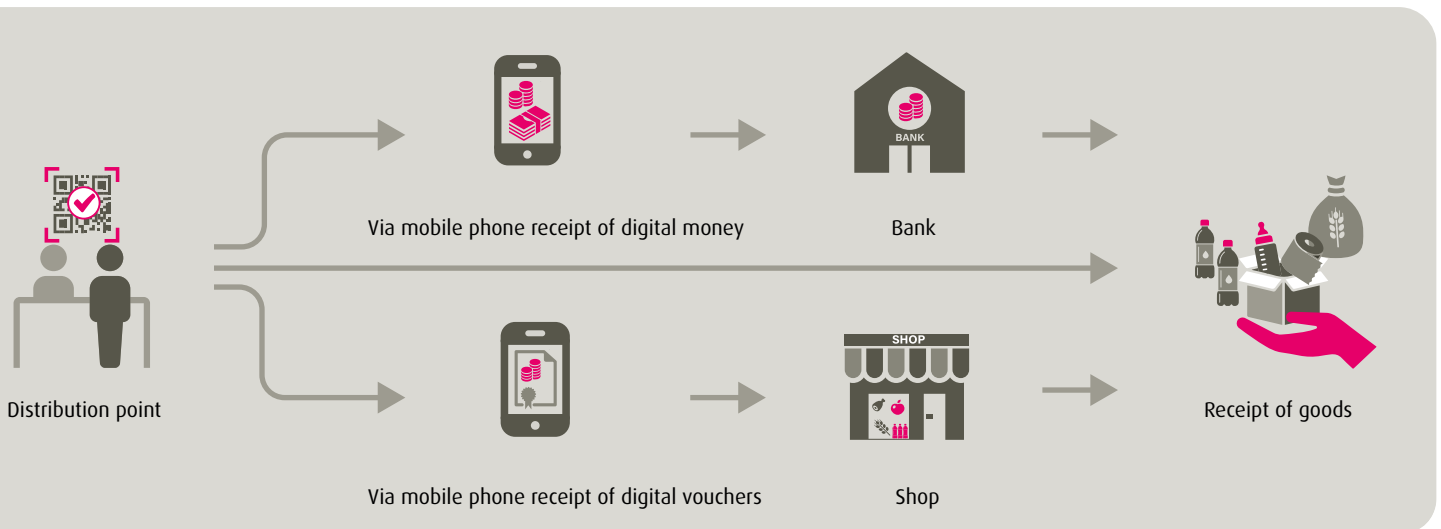 BANK
Via mobile phone receipt of digital money
Bank
Distribution point
SHOP
Receipt of goods
Via mobile phone receipt of digital vouchers
Shop